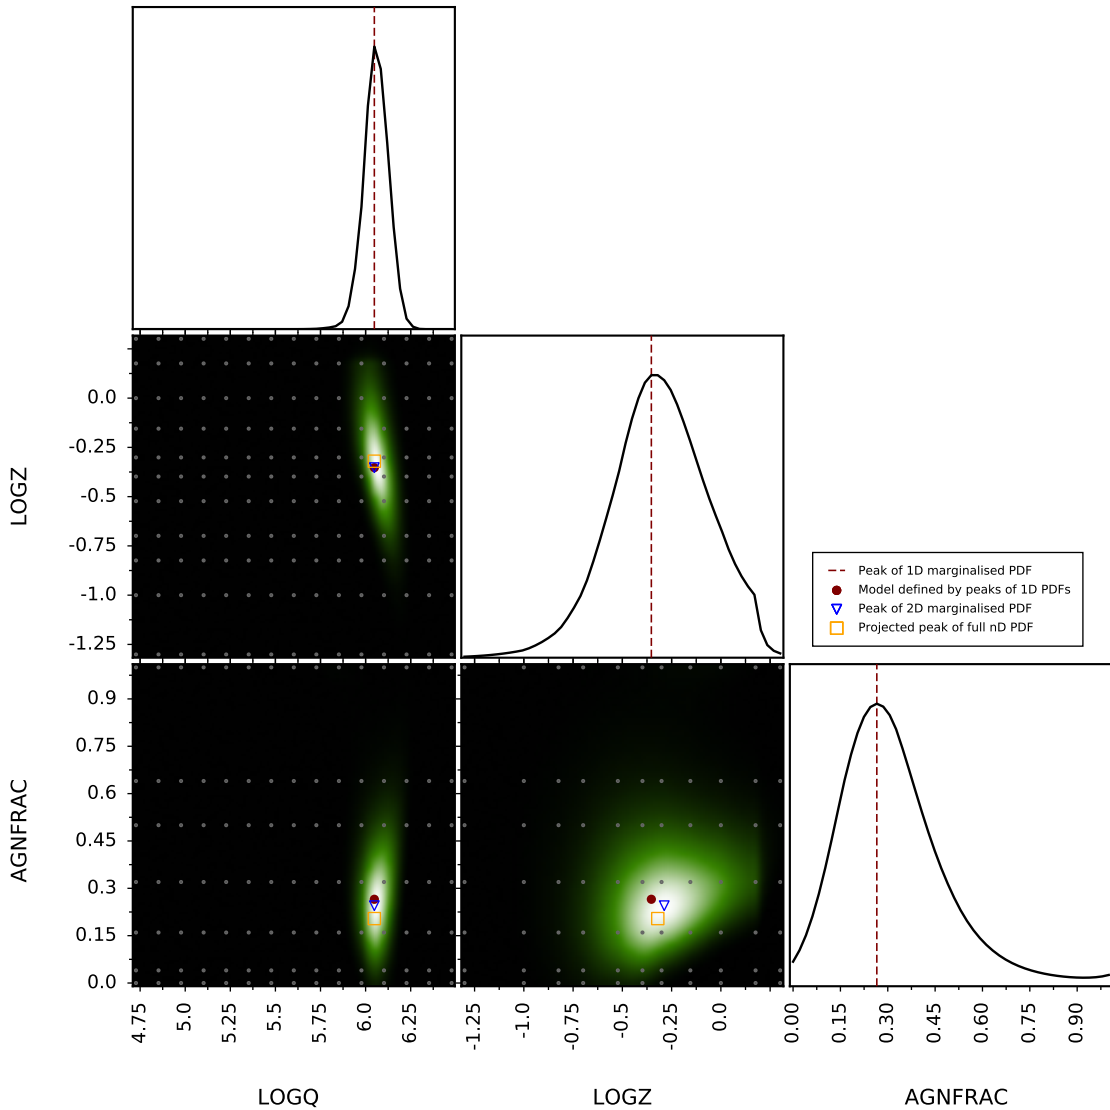 LOGZ
0.0
-0.25
-0.5
-0.75
-1.0
-1.25
Peak of 1D marginalised PDF
Model defined by peaks of 1D PDFs
Peak of 2D marginalised PDF
Projected peak of full nD PDF
AGNFRAC
0.9
0.75
0.6
0.45
0.3
0.15
0.0
4.75 5.0 5.25 5.5 5.75 6.0 6.25
-1.25 -1.0 -0.75 -0.5 -0.25 0.0
0.00 0.15 0.30 0.45 0.60 0.75 0.90
LOGQ
LOGZ
AGNFRAC